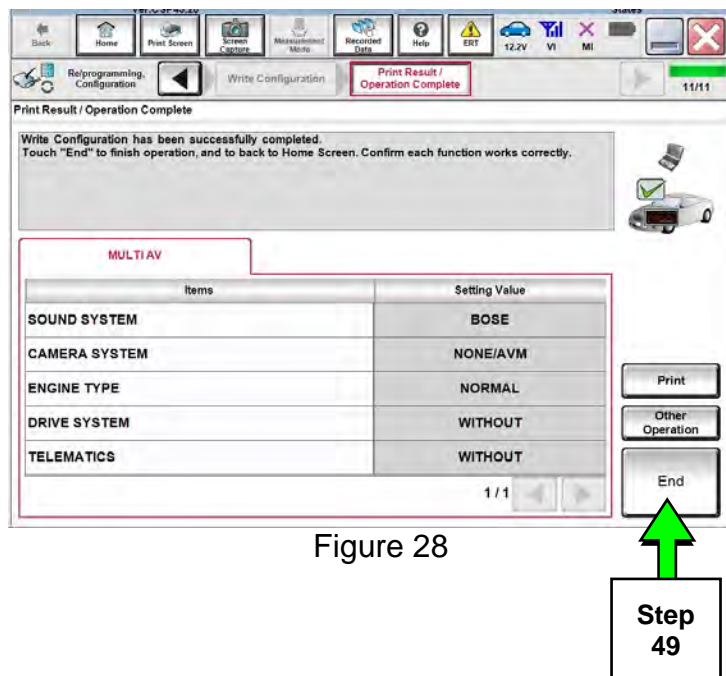 Back
Home
Print Screen
Screen Capture
Measurement Mode
Recorded Data
Help
ERT
12.2V
VI
MI
Re/programming, Configuration
Write Configuration
Print Result / Operation Complete
11/11
Print Result / Operation Complete
Write Configuration has been successfully completed.
Touch "End" to finish operation, and to back to Home Screen. Confirm each function works correctly.
MULTI AV
Items Setting Value
SOUND SYSTEM BOSE
CAMERA SYSTEM NONE/AVM
ENGINE TYPE NORMAL
DRIVE SYSTEM WITHOUT
TELEMATICS WITHOUT
1/1
Print
Other Operation
End
Figure 28
Step
49